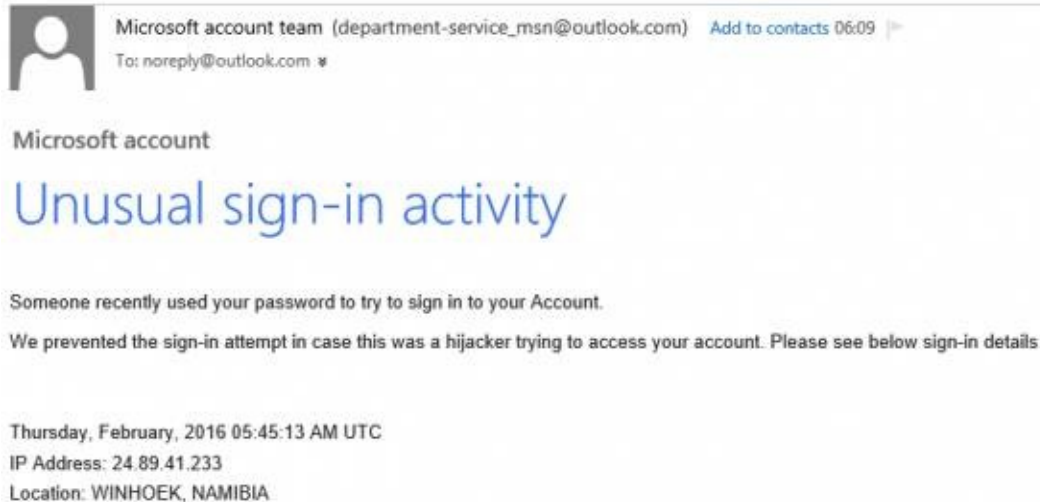 Microsoft account team (department-service_msn@outlook.com) Add to contacts 06:09
To: noreply@outlook.com
Microsoft account
Unusual sign-in activity
Someone recently used your password to try to sign in to your Account.
We prevented the sign-in attempt in case this was a hijacker trying to access your account. Please see below sign-in details
Thursday, February, 2016 05:45:13 AM UTC
IP Address: 24.89.41.233
Location: WINHOEK, NAMIBIA